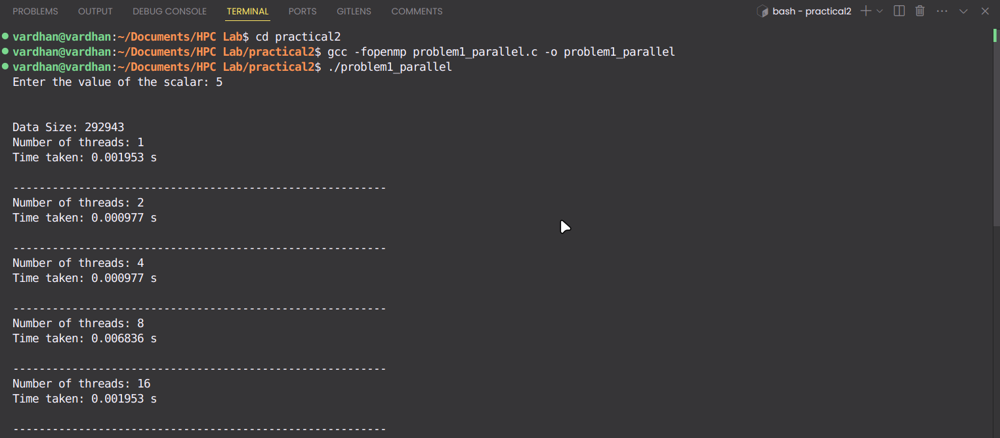 PROBLEMS OUTPUT DEBUG CONSOLE TERMINAL PORTS GITLENS COMMENTS bash - practical2
vardhan@vardhan:~/Documents/HPC Lab$ cd practical2
vardhan@vardhan:~/Documents/HPC Lab/practical2$ gcc -fopenmp problem1_parallel.c -o problem1_parallel
vardhan@vardhan:~/Documents/HPC Lab/practical2$ ./problem1_parallel
Enter the value of the scalar: 5
Data Size: 292943
Number of threads: 1
Time taken: 0.001953 s
---------------------------------------------------------
Number of threads: 2
Time taken: 0.000977 s
---------------------------------------------------------
Number of threads: 4
Time taken: 0.000977 s
---------------------------------------------------------
Number of threads: 8
Time taken: 0.006836 s
---------------------------------------------------------
Number of threads: 16
Time taken: 0.001953 s
---------------------------------------------------------